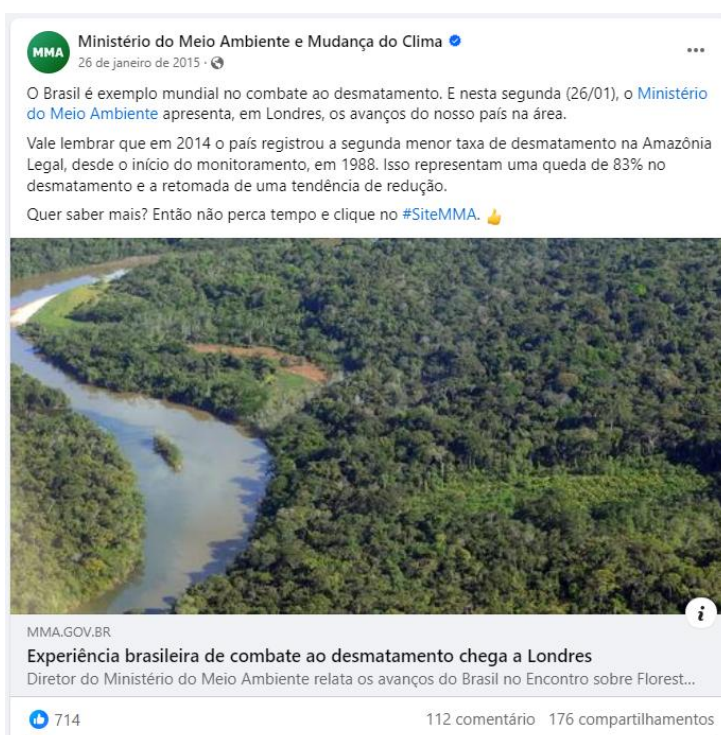 MMA
Ministério do Meio Ambiente e Mudança do Clima
26 de janeiro de 2015 ·
O Brasil é exemplo mundial no combate ao desmatamento. E nesta segunda (26/01), o Ministério
do Meio Ambiente apresenta, em Londres, os avanços do nosso país na área.
Vale lembrar que em 2014 o país registrou a segunda menor taxa de desmatamento na Amazônia
Legal, desde o início do monitoramento, em 1988. Isso representam uma queda de 83% no
desmatamento e a retomada de uma tendência de redução.
Quer saber mais? Então não perca tempo e clique no #SiteMMA. 👍
i
MMA.GOV.BR
Experiência brasileira de combate ao desmatamento chega a Londres
Diretor do Ministério do Meio Ambiente relata os avanços do Brasil no Encontro sobre Florest...
714
112 comentário 176 compartilhamentos